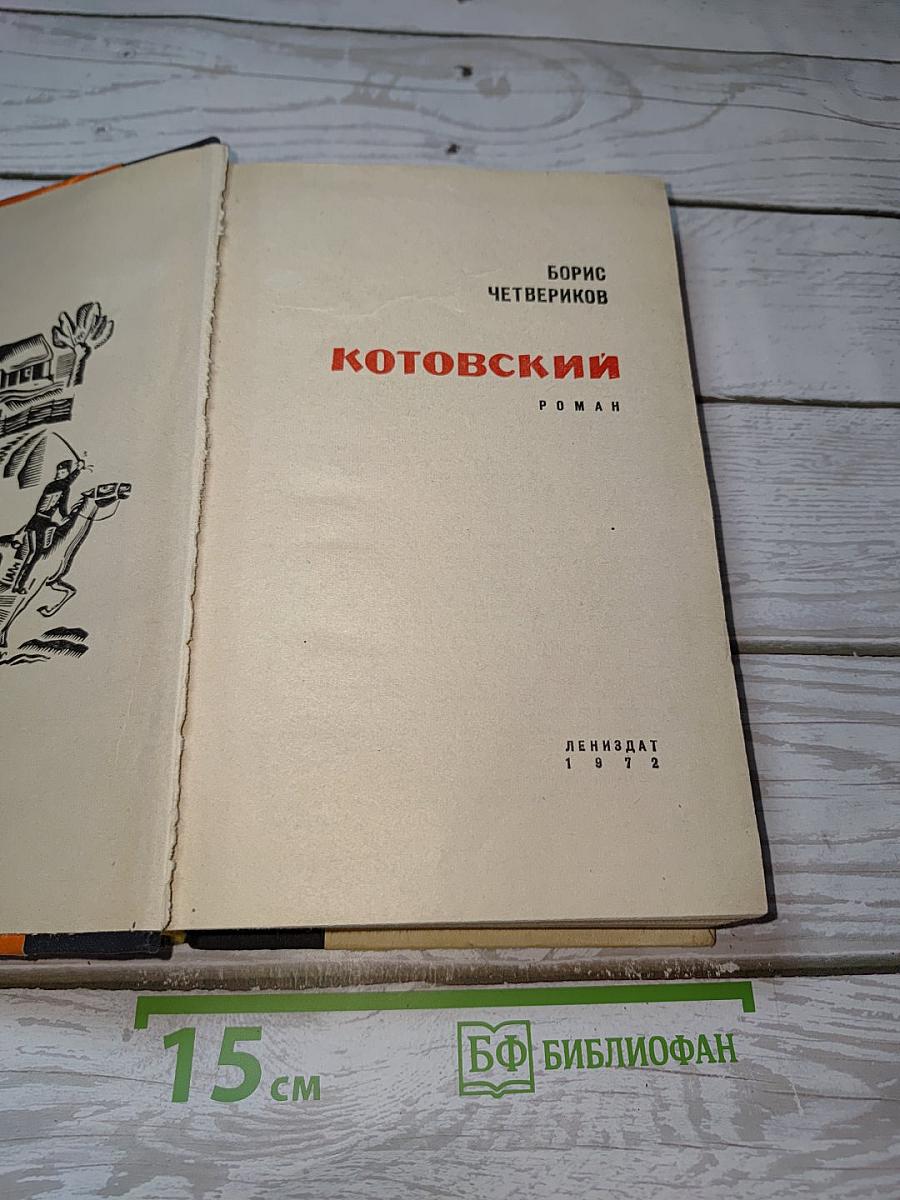 БОРИС
ЧЕТВЕРИКОВ
КОТОВСКИЙ
РОМАН
ЛЕНИЗДАТ
1972
15 см
БФ БИБЛИОФАН